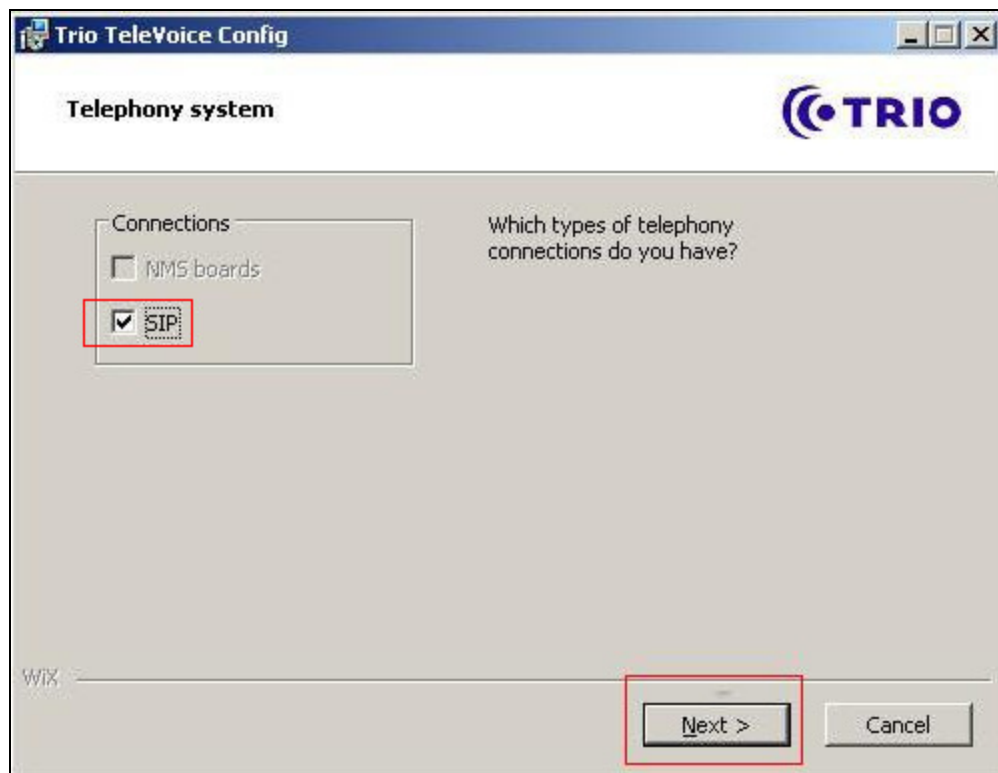 Trio TeleVoice Config
Telephony system
TRIO
Connections
NMS boards
SIP
Which types of telephony
connections do you have?
WiX
Next >
Cancel